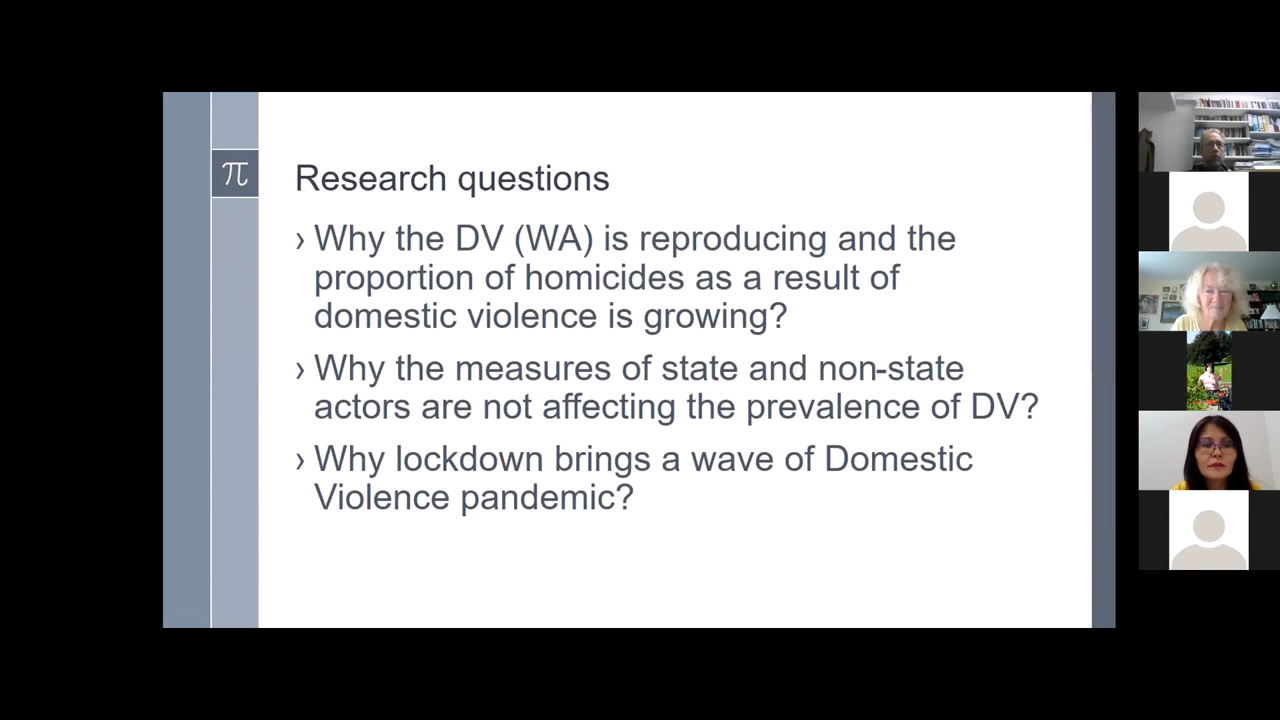 π
Research questions
› Why the DV (WA) is reproducing and the
proportion of homicides as a result of
domestic violence is growing?
› Why the measures of state and non-state
actors are not affecting the prevalence of DV?
› Why lockdown brings a wave of Domestic
Violence pandemic?